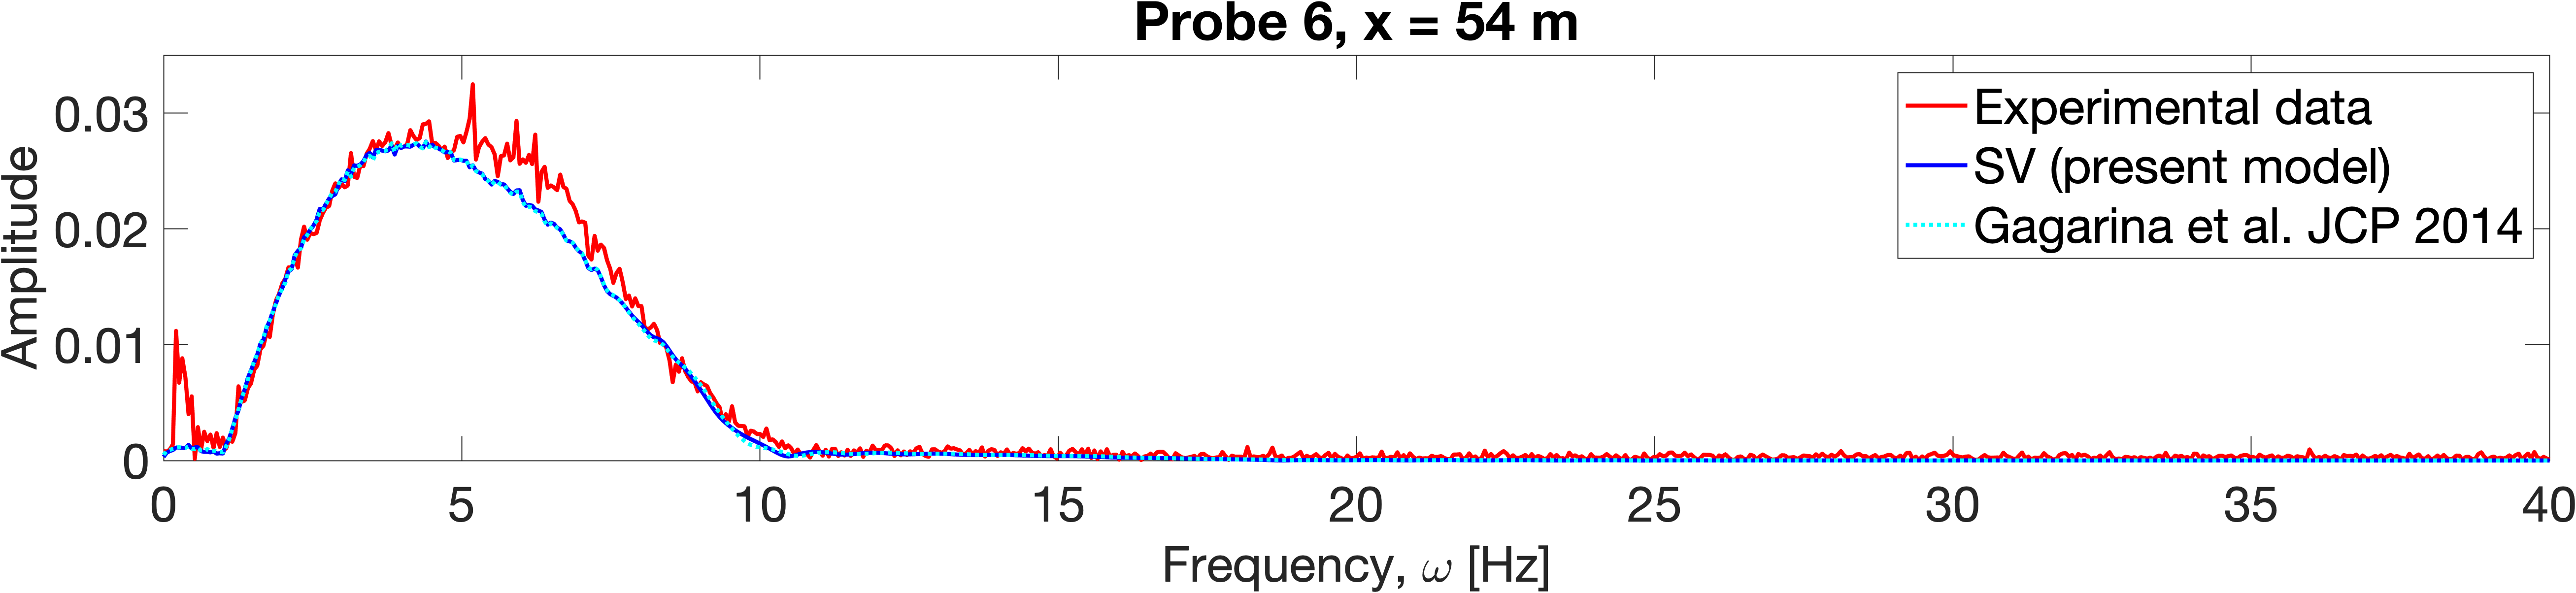 Probe 6, x = 54 m
Amplitude
0.03
0.02
0.01
0
Experimental data
SV (present model)
Gagarina et al. JCP 2014
0 5 10 15 20 25 30 35 40
Frequency, ω [Hz]